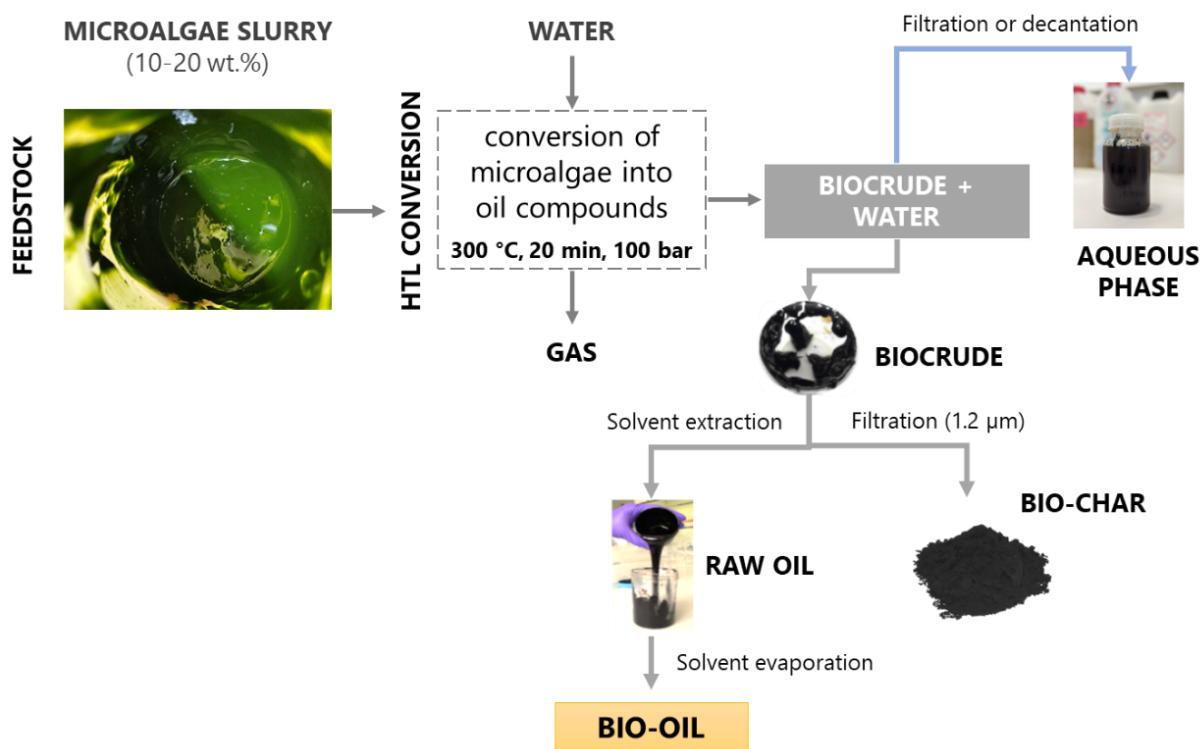 MICROALGAE SLURRY
(10-20 wt.%)
FEEDSTOCK
WATER
HTL CONVERSION
conversion of
microalgae into
oil compounds
300 °C, 20 min, 100 bar
GAS
BIOCRUDE +
WATER
Filtration or decantation
AQUEOUS
PHASE
BIOCRUDE
Solvent extraction
Filtration (1.2 µm)
RAW OIL
BIO-CHAR
Solvent evaporation
BIO-OIL